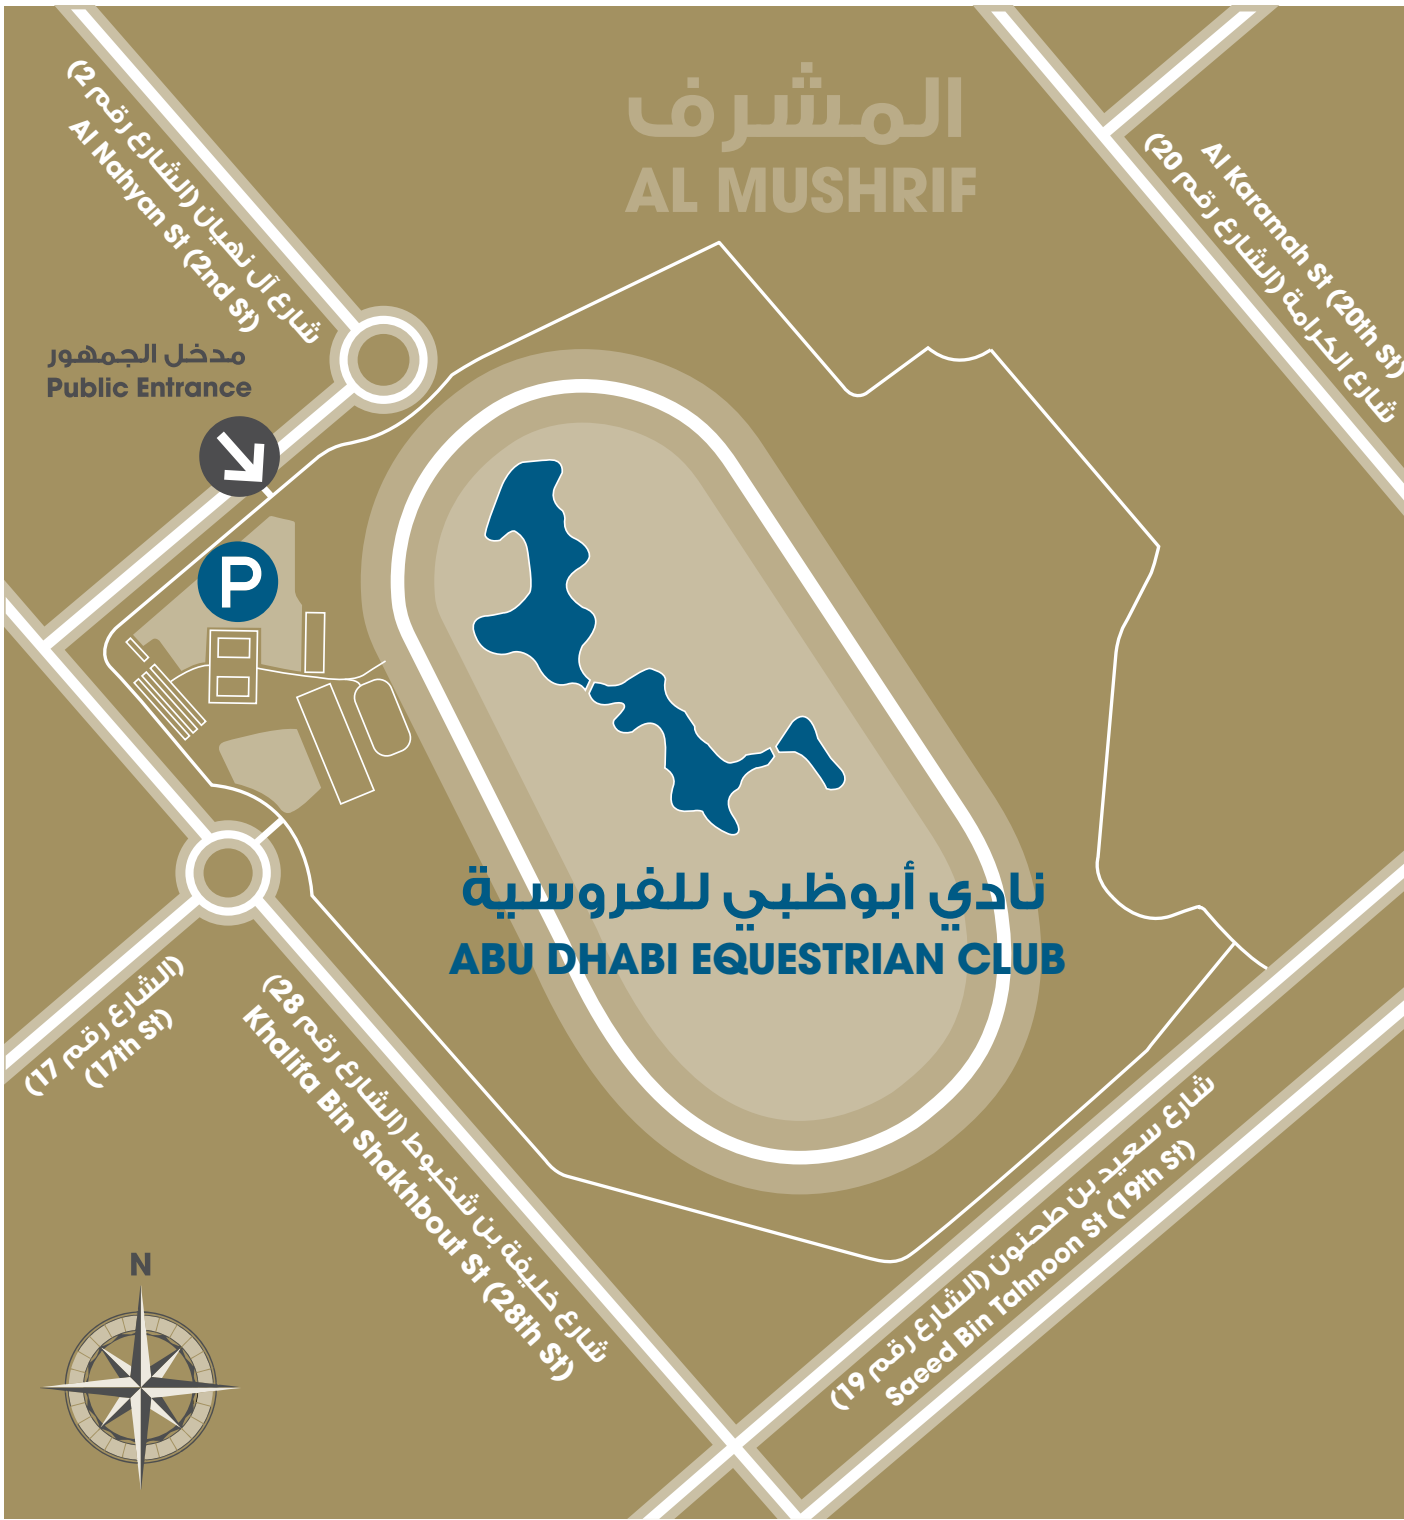 المشرف
AL MUSHRIF
شارع آل نهيان (الشارع رقم 2)
Al Nahyan St (2nd St)
Al Karamah St (20th St)
شارع الكرامة (الشارع رقم 20)
مدخل الجمهور
Public Entrance
P
نادي أبوظبي للفروسية
ABU DHABI EQUESTRIAN CLUB
(الشارع رقم 17)
(17th St)
شارع خليفة بن شخبوط (الشارع رقم 28)
Khalifa Bin Shakhbout St (28th St)
شارع سعيد بن طحنون (الشارع رقم 19)
Saeed Bin Tahnoon St (19th St)
N